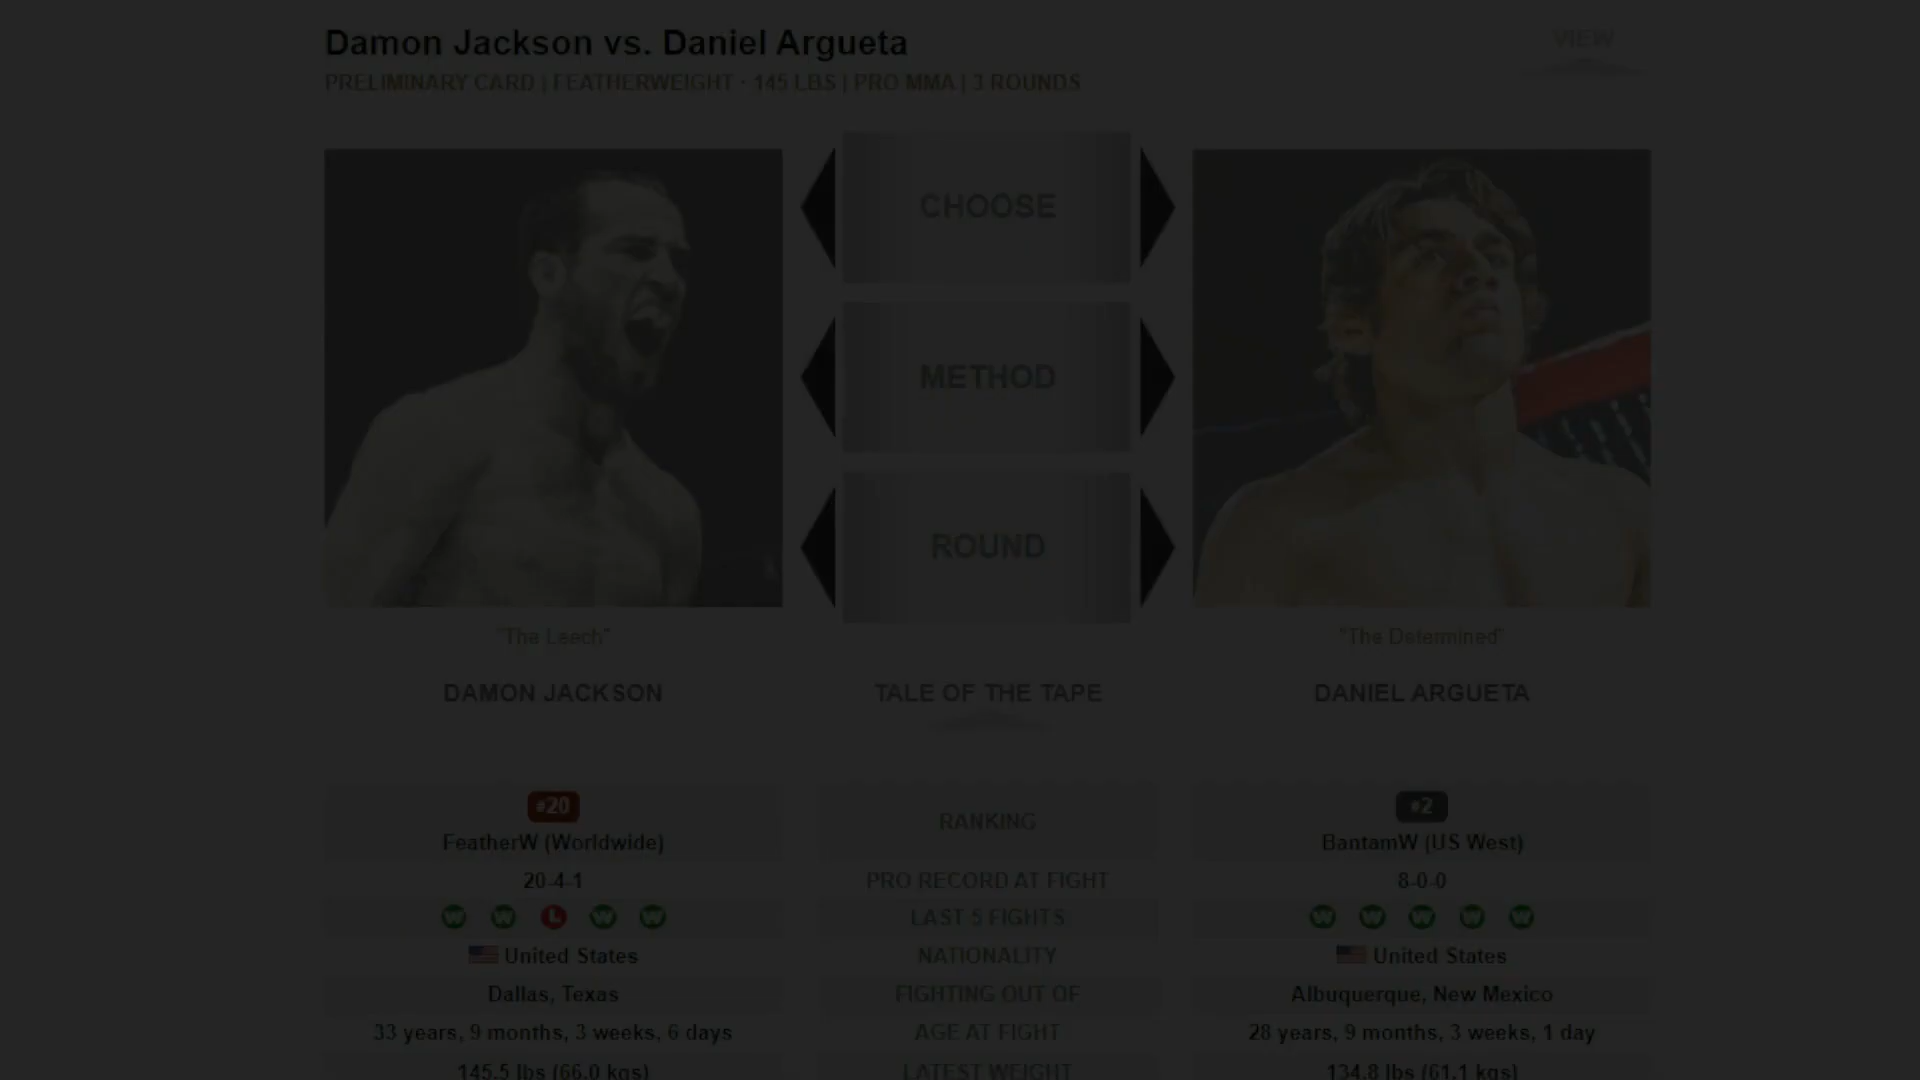 Damon Jackson vs. Daniel Argueta
VIEW
PRELIMINARY CARD | FEATHERWEIGHT · 145 LBS | PRO MMA | 3 ROUNDS
CHOOSE
METHOD
ROUND
"The Leech"
"The Determined"
DAMON JACKSON
TALE OF THE TAPE
DANIEL ARGUETA
#20
#2
RANKING
FeatherW (Worldwide)
BantamW (US West)
20-4-1
PRO RECORD AT FIGHT
8-0-0
W W L W W
LAST 5 FIGHTS
W W W W W
United States
NATIONALITY
United States
Dallas, Texas
FIGHTING OUT OF
Albuquerque, New Mexico
33 years, 9 months, 3 weeks, 6 days
AGE AT FIGHT
28 years, 9 months, 3 weeks, 1 day
145.5 lbs (66.0 kgs)
LATEST WEIGHT
134.8 lbs (61.1 kgs)